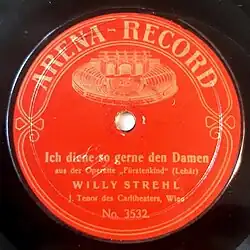 ARENA-RECORD
Ich diene so gerne den Damen
aus der Operette „Fürstenkind" (Lehár)
WILLY STREHL
I. Tenor des Carltheaters, Wien
No. 3532